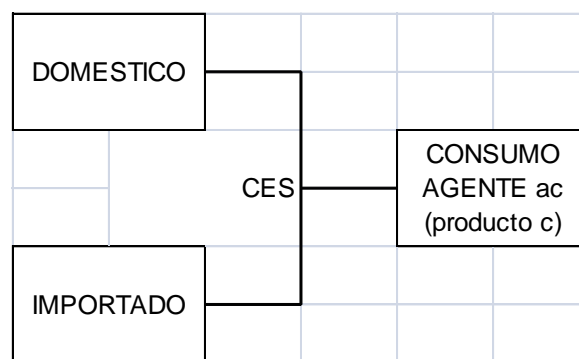 DOMESTICO
CES
CONSUMO
AGENTE ac
(producto c)
IMPORTADO